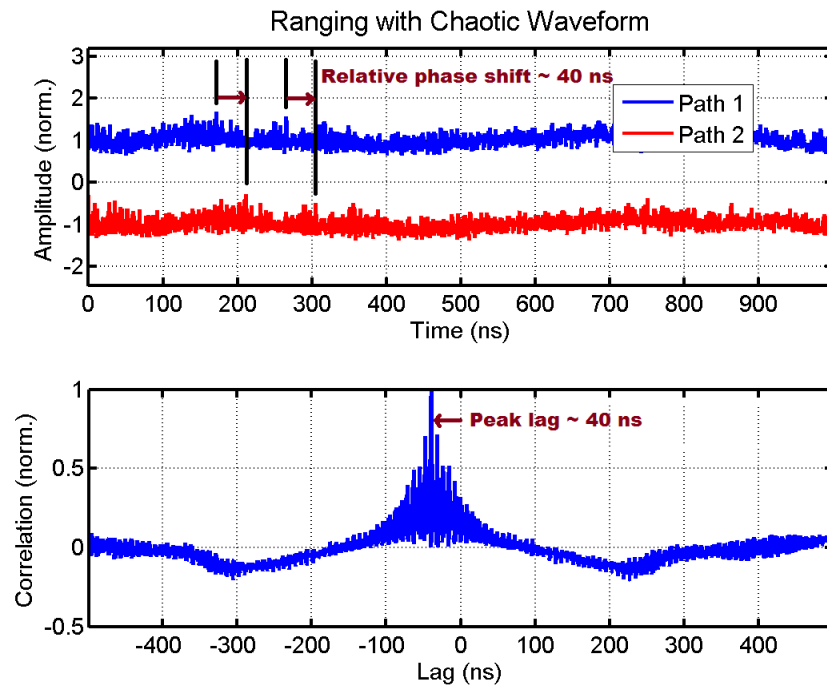 Ranging with Chaotic Waveform
Amplitude (norm.)
3
2
1
0
-1
-2
Relative phase shift ~ 40 ns
Path 1
Path 2
0 100 200 300 400 500 600 700 800 900
Time (ns)
Correlation (norm.)
1
0.5
0
-0.5
Peak lag ~ 40 ns
-400 -300 -200 -100 0 100 200 300 400
Lag (ns)